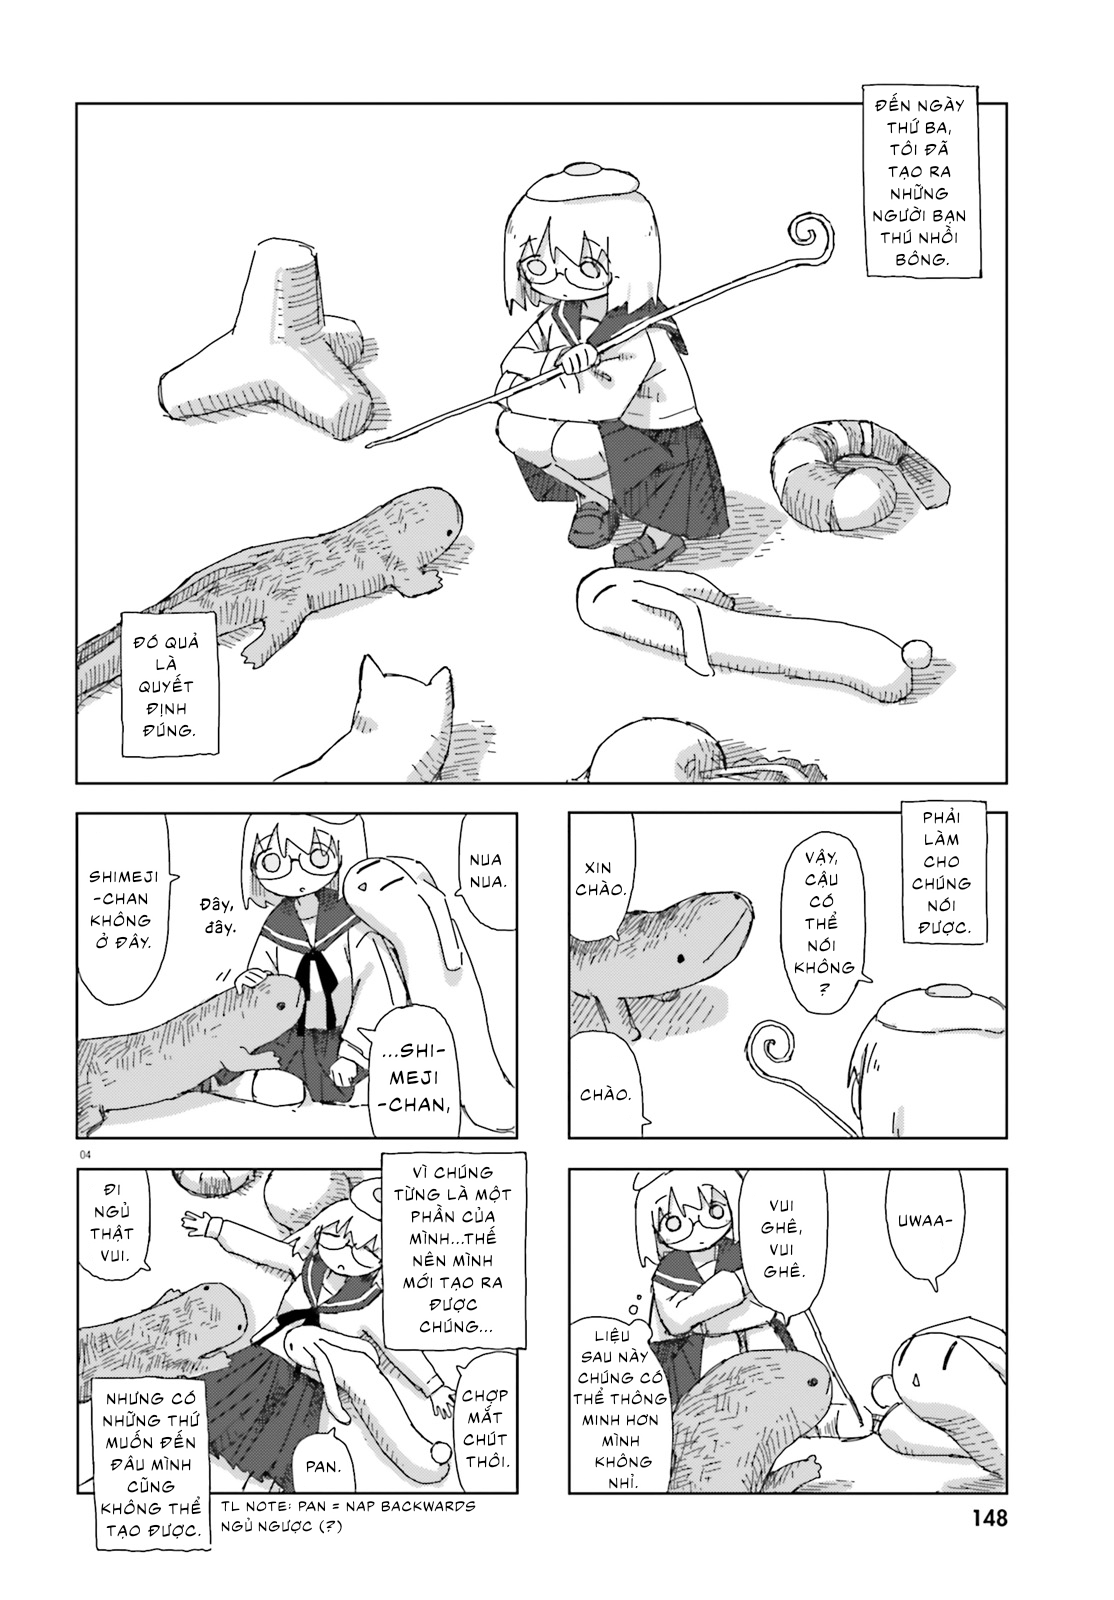 ĐẾN NGÀY
THỨ BA,
TÔI ĐÃ
TẠO RA
NHỮNG
NGƯỜI BẠN
THÚ NHỒI
BÔNG.
ĐÓ QUẢ
LÀ
QUYẾT
ĐỊNH
ĐÚNG.
PHẢI
LÀM
CHO
CHÚNG
NÓI
ĐƯỢC.
VẬY,
CẬU
CÓ
THỂ
NÓI
KHÔNG
?
XIN
CHÀO.
CHÀO.
NUA
NUA.
...SHI-
MEJI
-CHAN,
Đây,
đây.
SHIMEJI
-CHAN
KHÔNG
Ở ĐÂY.
04
UWAA-
VUI
GHÊ,
VUI
GHÊ.
LIỆU
SAU NÀY
CHÚNG CÓ
THỂ THÔNG
MINH HƠN
MÌNH
KHÔNG
NHỈ.
VÌ CHÚNG
TỪNG LÀ MỘT
PHẦN CỦA
MÌNH...THẾ
NÊN MÌNH
MỚI TẠO RA
ĐƯỢC
CHÚNG...
ĐI
NGỦ
THẬT
VUI.
CHỢP
MẮT
CHÚT
THÔI.
PAN.
NHƯNG CÓ
NHỮNG THỨ
MUỐN ĐẾN
ĐÂU MÌNH
CŨNG
KHÔNG THỂ
TẠO ĐƯỢC.
TL NOTE: PAN = NAP BACKWARDS
NGỦ NGƯỢC (?)
148